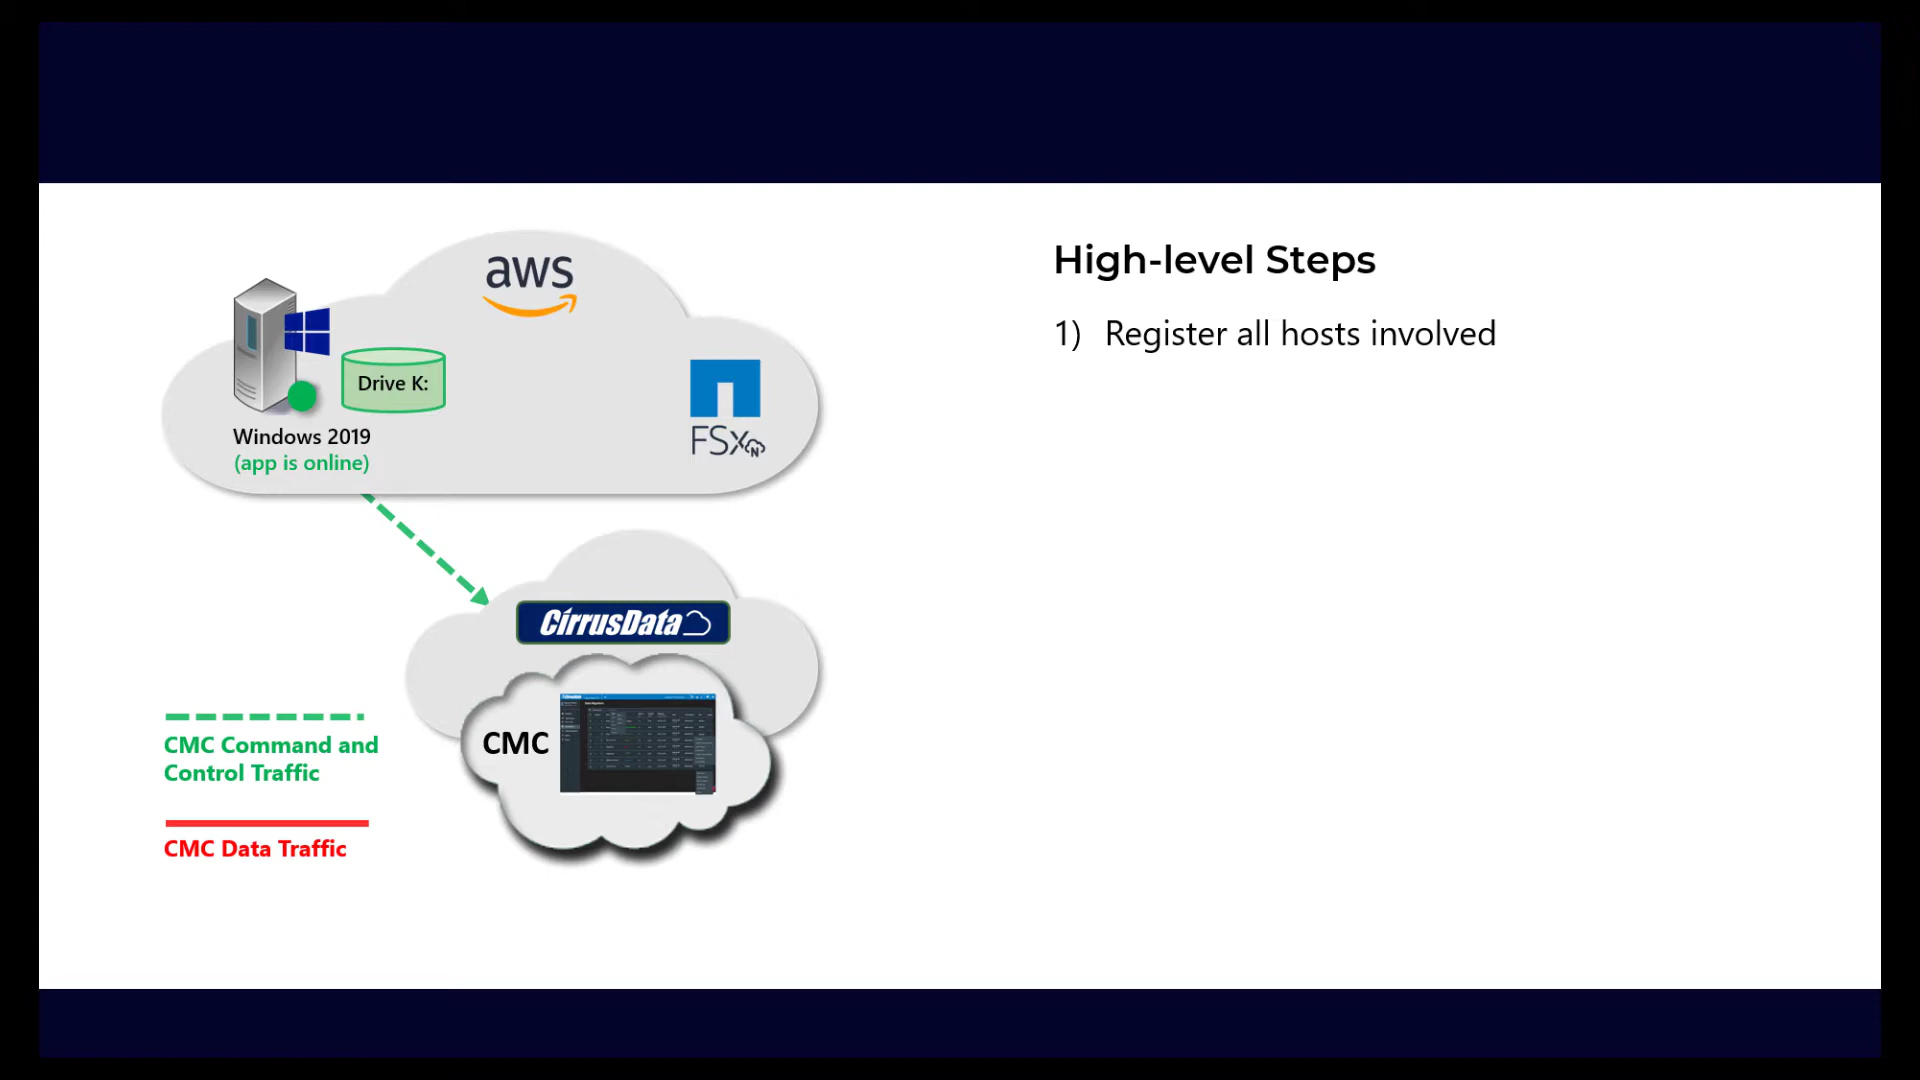 aws
Drive K:
Windows 2019
(app is online)
FSx
N
High-level Steps
1) Register all hosts involved
CirrusData
CMC
CMC Command and
Control Traffic
CMC Data Traffic